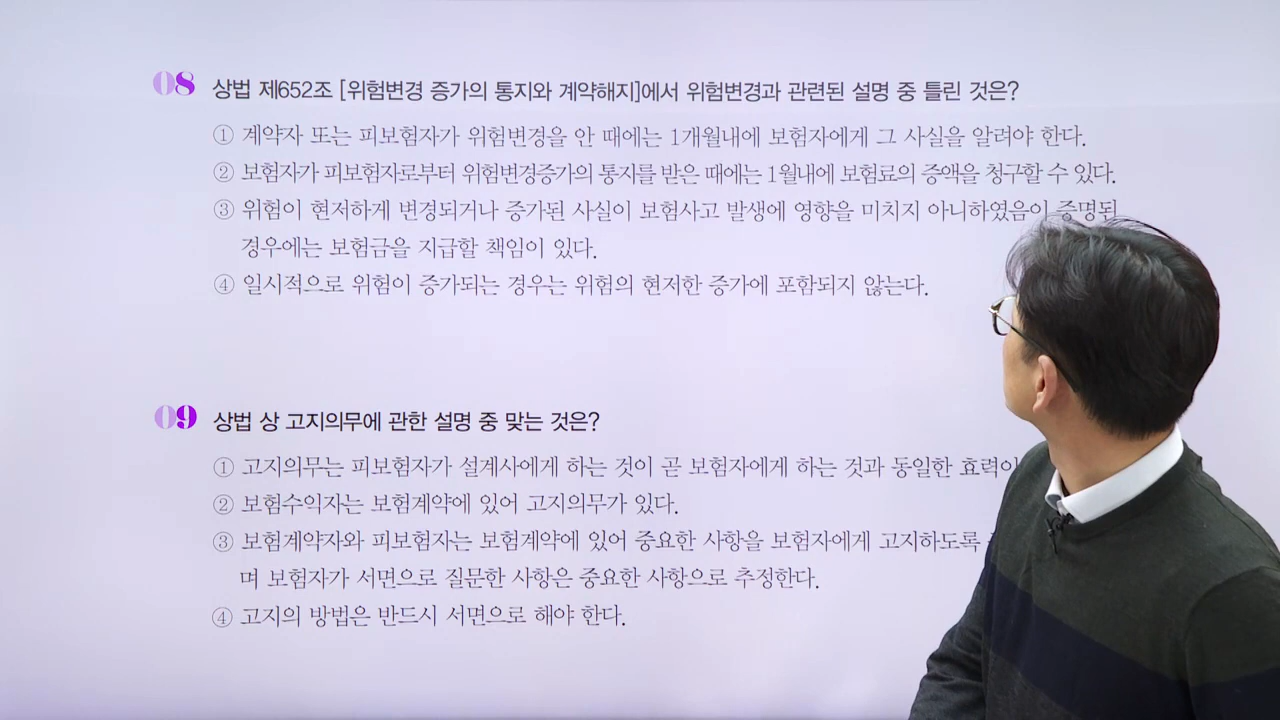 08 상법 제652조 [위험변경 증가의 통지와 계약해지]에서 위험변경과 관련된 설명 중 틀린 것은?
① 계약자 또는 피보험자가 위험변경을 안 때에는 1개월내에 보험자에게 그 사실을 알려야 한다.
② 보험자가 피보험자로부터 위험변경증가의 통지를 받은 때에는 1월내에 보험료의 증액을 청구할 수 있다.
③ 위험이 현저하게 변경되거나 증가된 사실이 보험사고 발생에 영향을 미치지 아니하였음이 증명된
경우에는 보험금을 지급할 책임이 있다.
④ 일시적으로 위험이 증가되는 경우는 위험의 현저한 증가에 포함되지 않는다.
09 상법 상 고지의무에 관한 설명 중 맞는 것은?
① 고지의무는 피보험자가 설계사에게 하는 것이 곧 보험자에게 하는 것과 동일한 효력이
② 보험수익자는 보험계약에 있어 고지의무가 있다.
③ 보험계약자와 피보험자는 보험계약에 있어 중요한 사항을 보험자에게 고지하도록
며 보험자가 서면으로 질문한 사항은 중요한 사항으로 추정한다.
④ 고지의 방법은 반드시 서면으로 해야 한다.